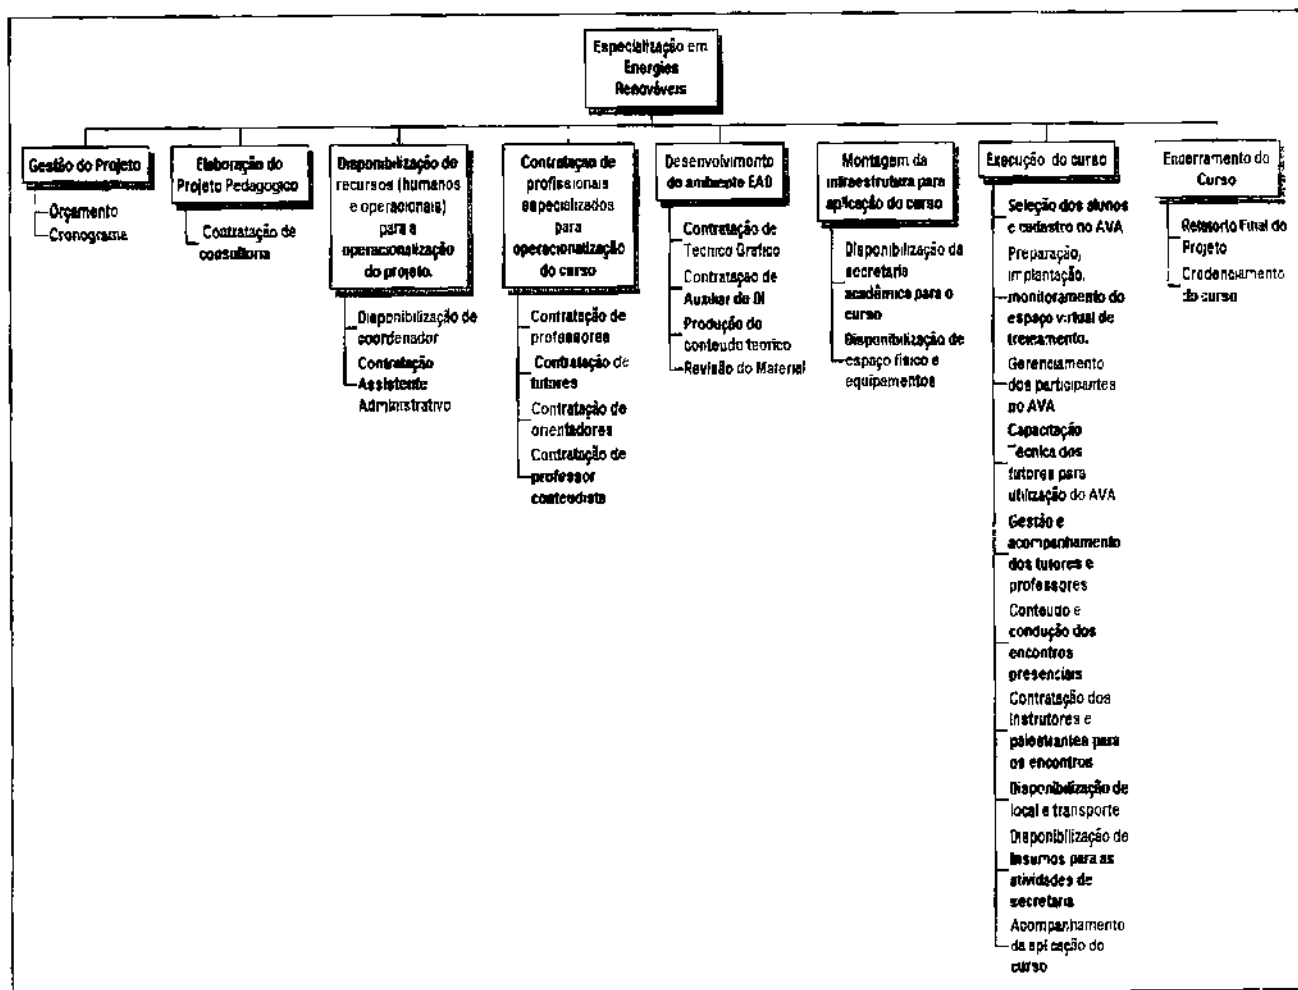 Especialização em
Energies
Renováveis
Gestão do Projeto
Orçamento
Cronograma
Elaboração do
Projeto Pedagogico
Contratação de
consultoria
Disponibilização de
recursos (humanos
e operacionais)
para a
operacionalização
do projeto.
Disponibilização de
coordenador
Contratação
Assistente
Administrativo
Contratação de
profissionais
especializados
para
operacionalização
do curso
Contratação de
professores
Contratação de
tutores
Contratação de
orientadores
Contratação de
professor
conteudista
Desenvolvimento
do ambiente EAD
Contratação de
Tecnico Grafico
Contratação de
Auxiliar de DI
Produção do
conteudo teorico
Revisão do Material
Montagem da
infraestrutura para
aplicação do curso
Disponibilização da
secretaria
acadêmica para o
curso
Disponibilização de
espaço fisico e
equipamentos
Execução do curso
Seleção dos alunos
e cadastro no AVA
Preparação,
implantação,
monitoramento do
espaço virtual de
treinamento.
Gerenciamento
dos participantes
no AVA
Capacitação
Técnica dos
tutores para
utilização do AVA
Gestão e
acompanhamento
dos tutores e
professores
Conteudo e
condução dos
encontros
presenciais
Contratação dos
instrutores e
palestrantes para
os encontros
Disponibilização de
local e transporte
Disponibilização de
insumos para as
atividades de
secretaria
Acompanhamento
da aplicação do
curso
Encerramento do
Curso
Relatorio Final do
Projeto
Credenciamento
do curso